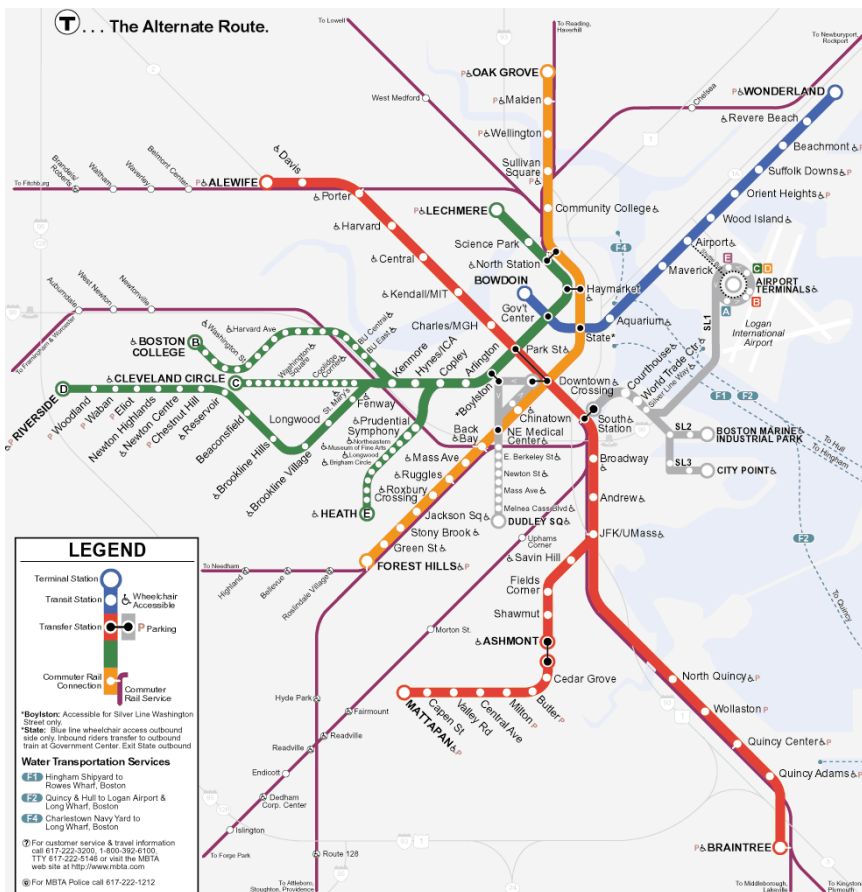 T ... The Alternate Route.
To Lowell
To Reading,
Haverhill
To Newburyport,
Rockport
93
2
1
1A
OAK GROVE
P WONDERLAND
West Medford
P Malden
Chelsea
Revere Beach
P Wellington
Beachmont P
Belmont Center
Waverley
Waltham
Brandeis/
Roberts
Davis
Sullivan
Square
P
Suffolk Downs P
To Fitchburg
P ALEWIFE
Porter
Orient Heights P
P LECHMERE
Community College
Wood Island
Harvard
Science Park
F4
Airport
E
Central
North Station
Maverick
C D
AIRPORT
TERMINALS
BOWDOIN
Haymarket
A
B
Kendall/MIT
Gov't
Center
Aquarium
Logan
International
Airport
Auburndale
West Newton
Newtonville
Charles/MGH
State*
SL1
To Framingham & Worcester
Harvard Ave
Washington St.
BU Central
BU East
Park St
Courthouse
World Trade Ctr.
Silver Line Way
BOSTON
COLLEGE
B
Washington
Square
Coolidge
Corner
Kenmore
Hynes/ICA
Copley
Arlington
Downtown
Crossing
F1
F2
CLEVELAND CIRCLE
C
St. Mary's
*Boylston
Chinatown
D
P RIVERSIDE
P Woodland
P Waban
P Eliot
Newton Highlands
Newton Centre
P Chestnut Hill
Reservoir
Beaconsfield
Brookline Hills
Brookline Village
Longwood
Fenway
Prudential
Symphony
Northeastern
Museum of Fine Arts
Longwood
Brigham Circle
Back
Bay
NE Medical
Center
South
Station
SL2
BOSTON MARINE
INDUSTRIAL PARK
To Hull
To Hingham
Mass Ave
E. Berkeley St
Broadway
SL3
CITY POINT
Ruggles
Newton St
Roxbury
Crossing
Mass Ave
Andrew
HEATH E
Jackson Sq
Melnea Cass Blvd
DUDLEY SQ
Stony Brook
Uphams
Corner
JFK/UMass
F2
Green St
Savin Hill
To Needham
FOREST HILLS P
Highland
Bellevue
Roslindale Village
Fields
Corner
To Quincy
Shawmut
Morton St.
ASHMONT
Cedar Grove
North Quincy P
Hyde Park
MATTAPAN P
Capen St
Valley Rd
Central Ave
Milton P
Butler P
Wollaston P
Fairmount
Readville
Readville
Quincy Center P
Endicott
Quincy Adams P
Dedham
Corp. Center
Islington
P BRAINTREE
To Forge Park
Route 128
To Attleboro,
Stoughton, Providence
To Middleborough,
Lakeville
To Kingston,
Plymouth
LEGEND
Terminal Station
Transit Station
Wheelchair
Accessible
Transfer Station
P Parking
Commuter Rail
Connection
Commuter
Rail Service
*Boylston: Accessible for Silver Line Washington
Street only.
*State: Blue line wheelchair access outbound
side only. Inbound riders transfer to outbound
train at Government Center. Exit State outbound
Water Transportation Services
F1 Hingham Shipyard to
Rowes Wharf, Boston
F2 Quincy & Hull to Logan Airport &
Long Wharf, Boston
F4 Charlestown Navy Yard to
Long Wharf, Boston
For customer service & travel information
call 617-222-3200, 1-800-392-6100,
TTY 617-222-5146 or visit the MBTA
web site at http://www.mbta.com
For MBTA Police call 617-222-1212